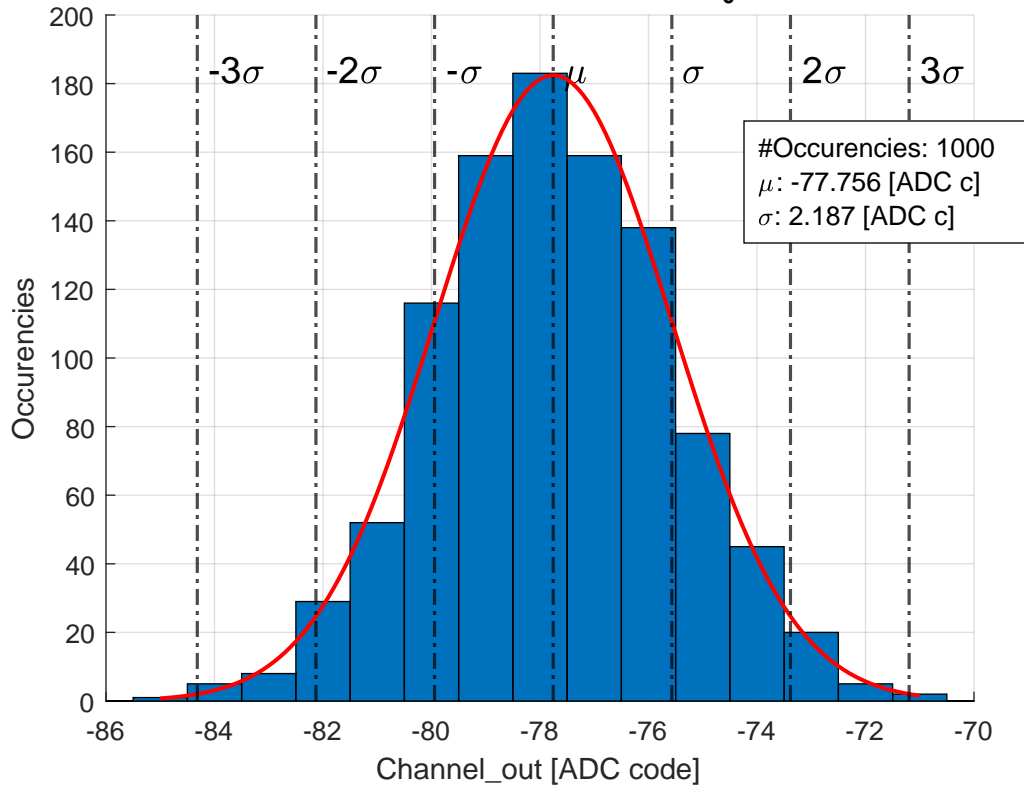 200
180
160
140
120
100
80
60
40
20
0
Occurencies
-3σ -2σ -σ μ σ 2σ 3σ
#Occurencies: 1000
μ: -77.756 [ADC c]
σ: 2.187 [ADC c]
-86 -84 -82 -80 -78 -76 -74 -72 -70
Channel_out [ADC code]